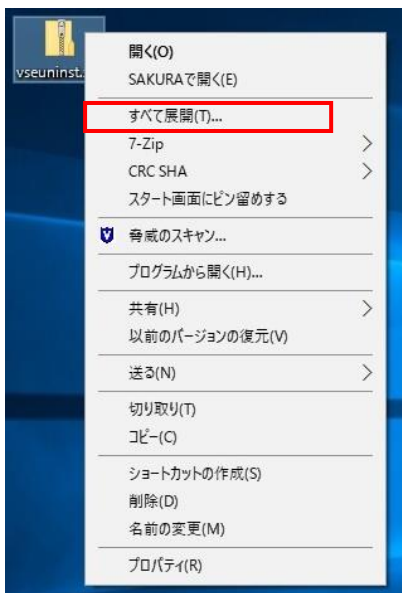 vseuninst.
開く(O)
SAKURAで開く(E)
すべて展開(T)...
7-Zip
CRC SHA
スタート画面にピン留めする
脅威のスキャン...
プログラムから開く(H)...
共有(H)
以前のバージョンの復元(V)
送る(N)
切り取り(T)
コピー(C)
ショートカットの作成(S)
削除(D)
名前の変更(M)
プロパティ(R)